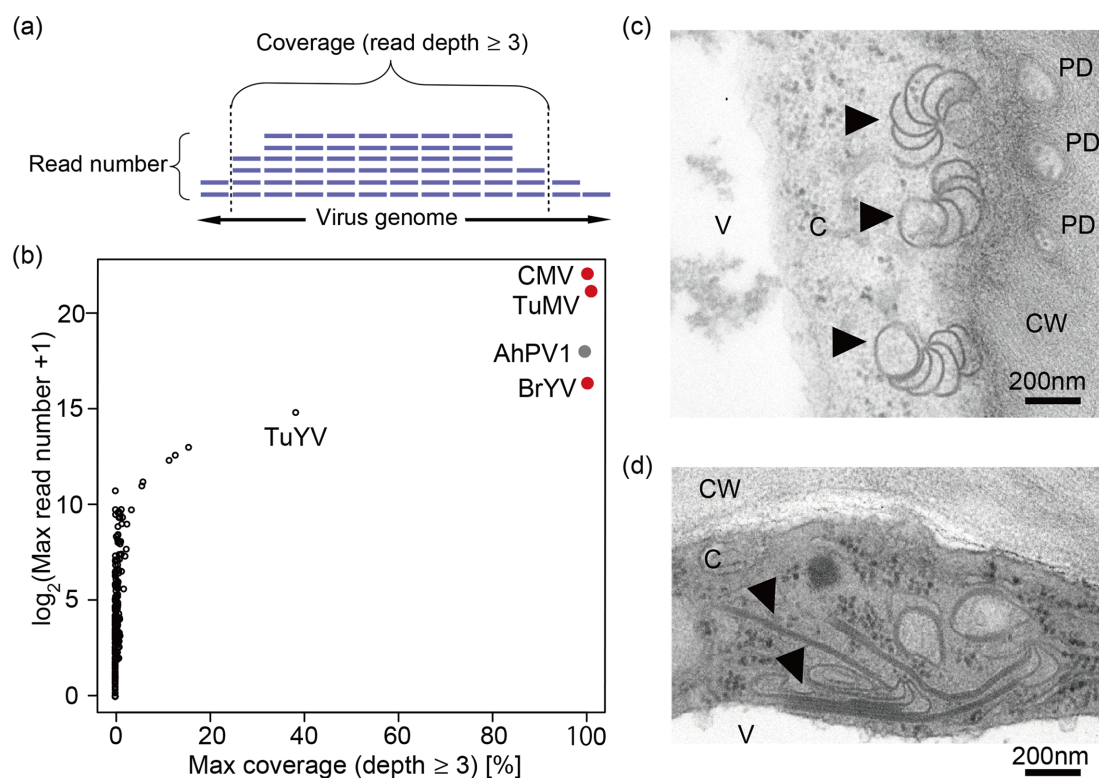 (a)
Coverage (read depth ≥ 3)
Read number
Virus genome
(b)
CMV
TuMV
AhPV1
BrYV
TuYV
20
15
10
5
0
log2(Max read number +1)
0 20 40 60 80 100
Max coverage (depth ≥ 3) [%]
(c)
PD
PD
PD
V
C
CW
200nm
(d)
CW
C
V
200nm